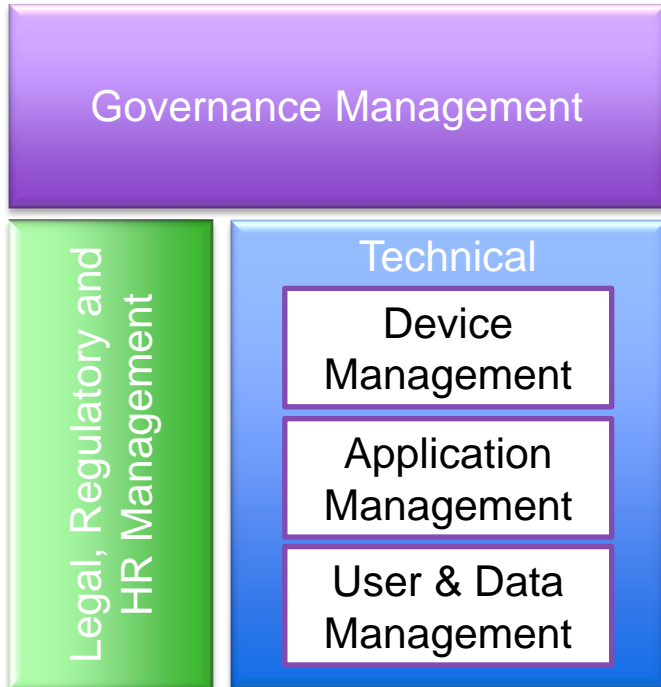 Governance Management
Legal, Regulatory and
HR Management
Technical
Device
Management
Application
Management
User & Data
Management